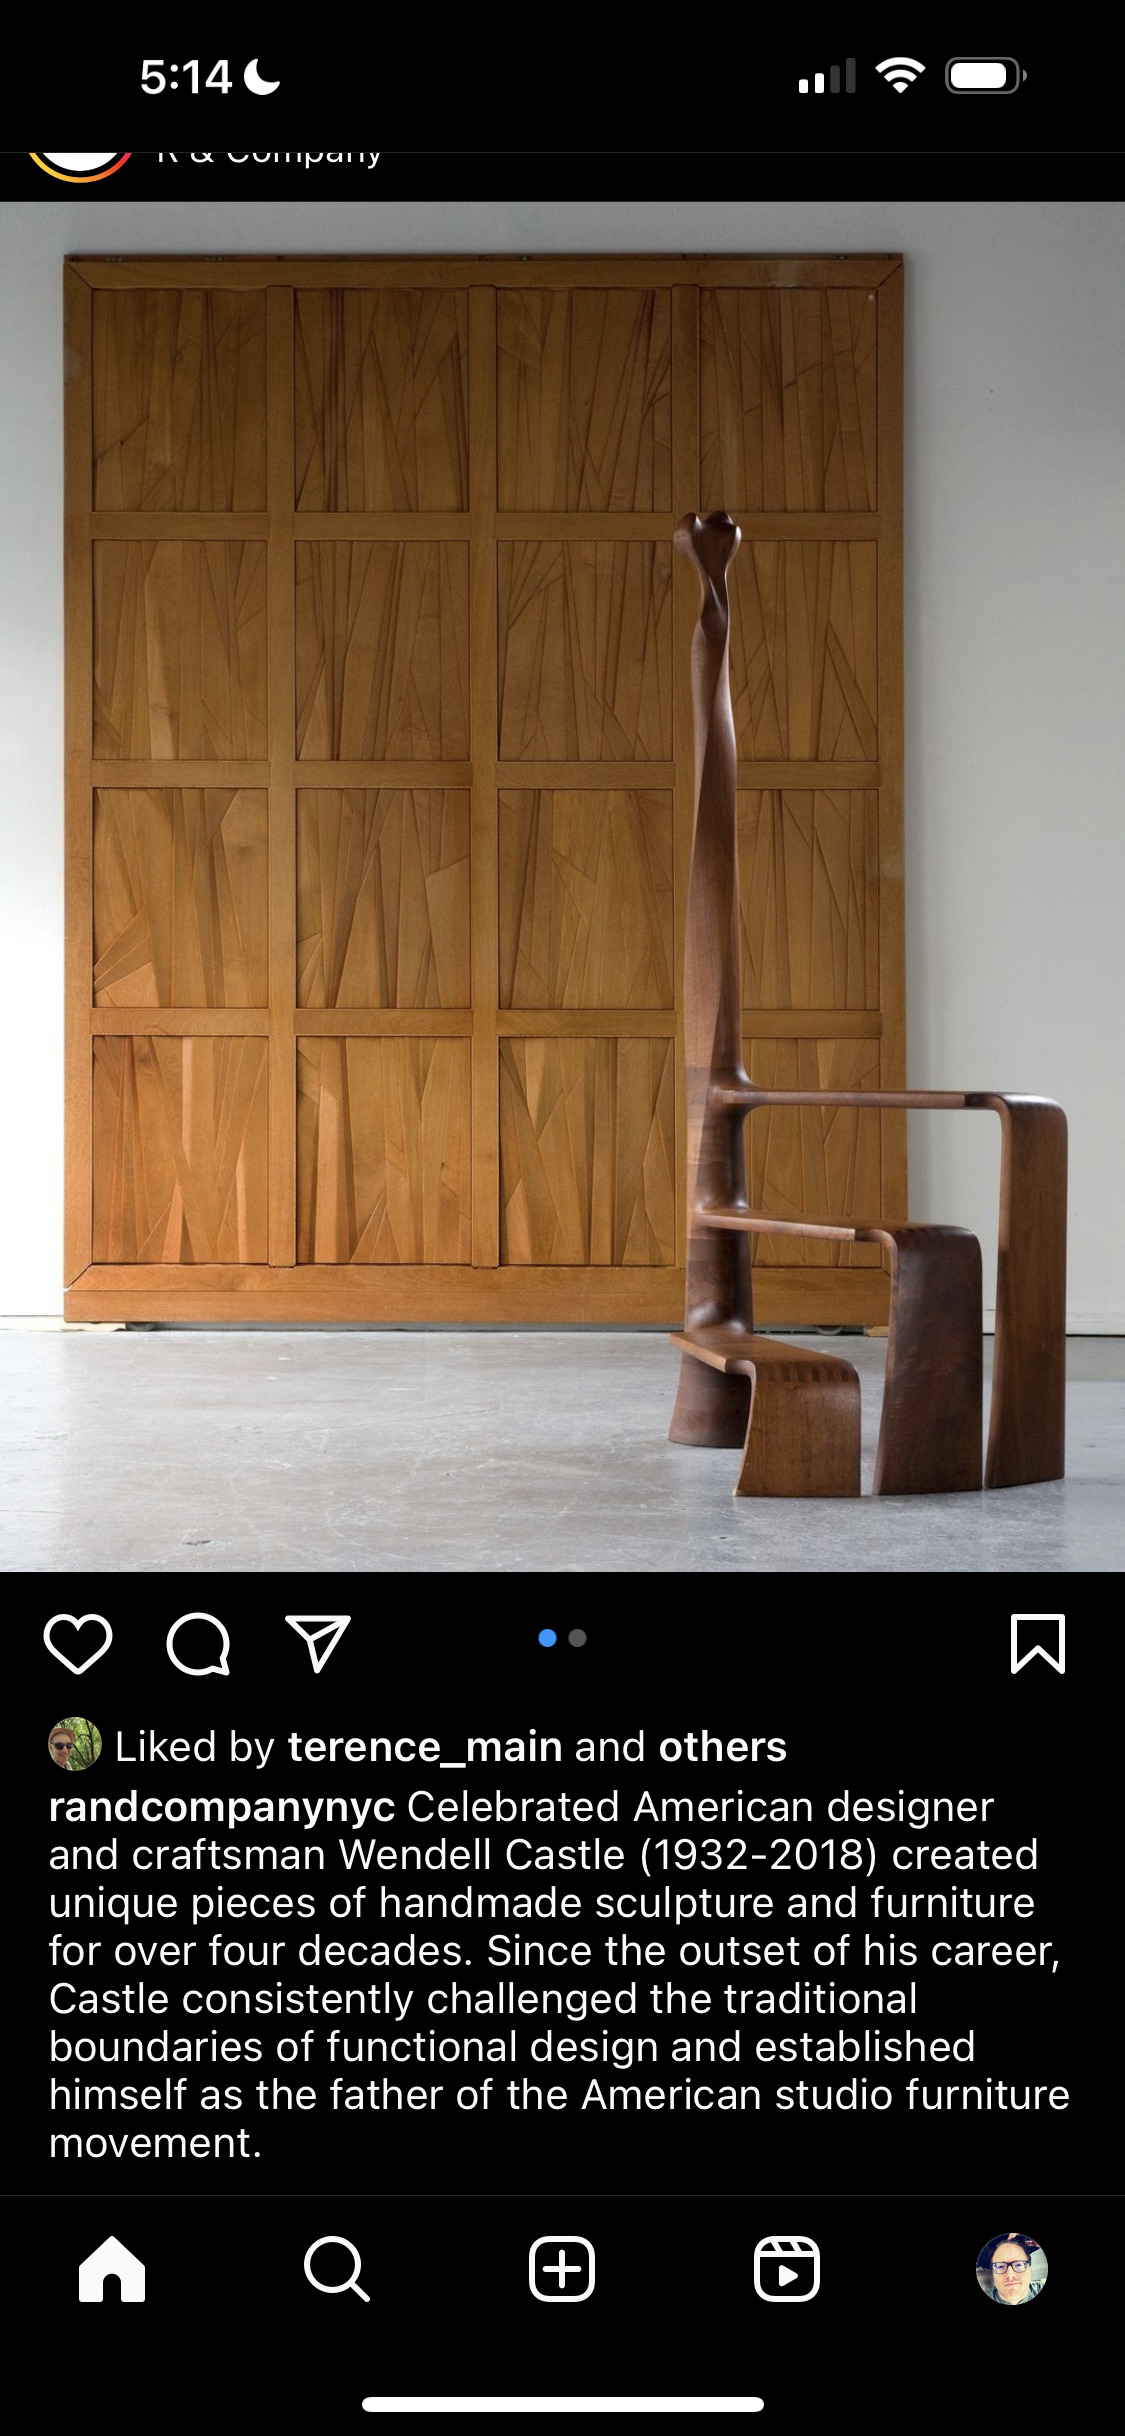 5:14
R & Company
Liked by terence_main and others
randcompanynyc Celebrated American designer
and craftsman Wendell Castle (1932-2018) created
unique pieces of handmade sculpture and furniture
for over four decades. Since the outset of his career,
Castle consistently challenged the traditional
boundaries of functional design and established
himself as the father of the American studio furniture
movement.